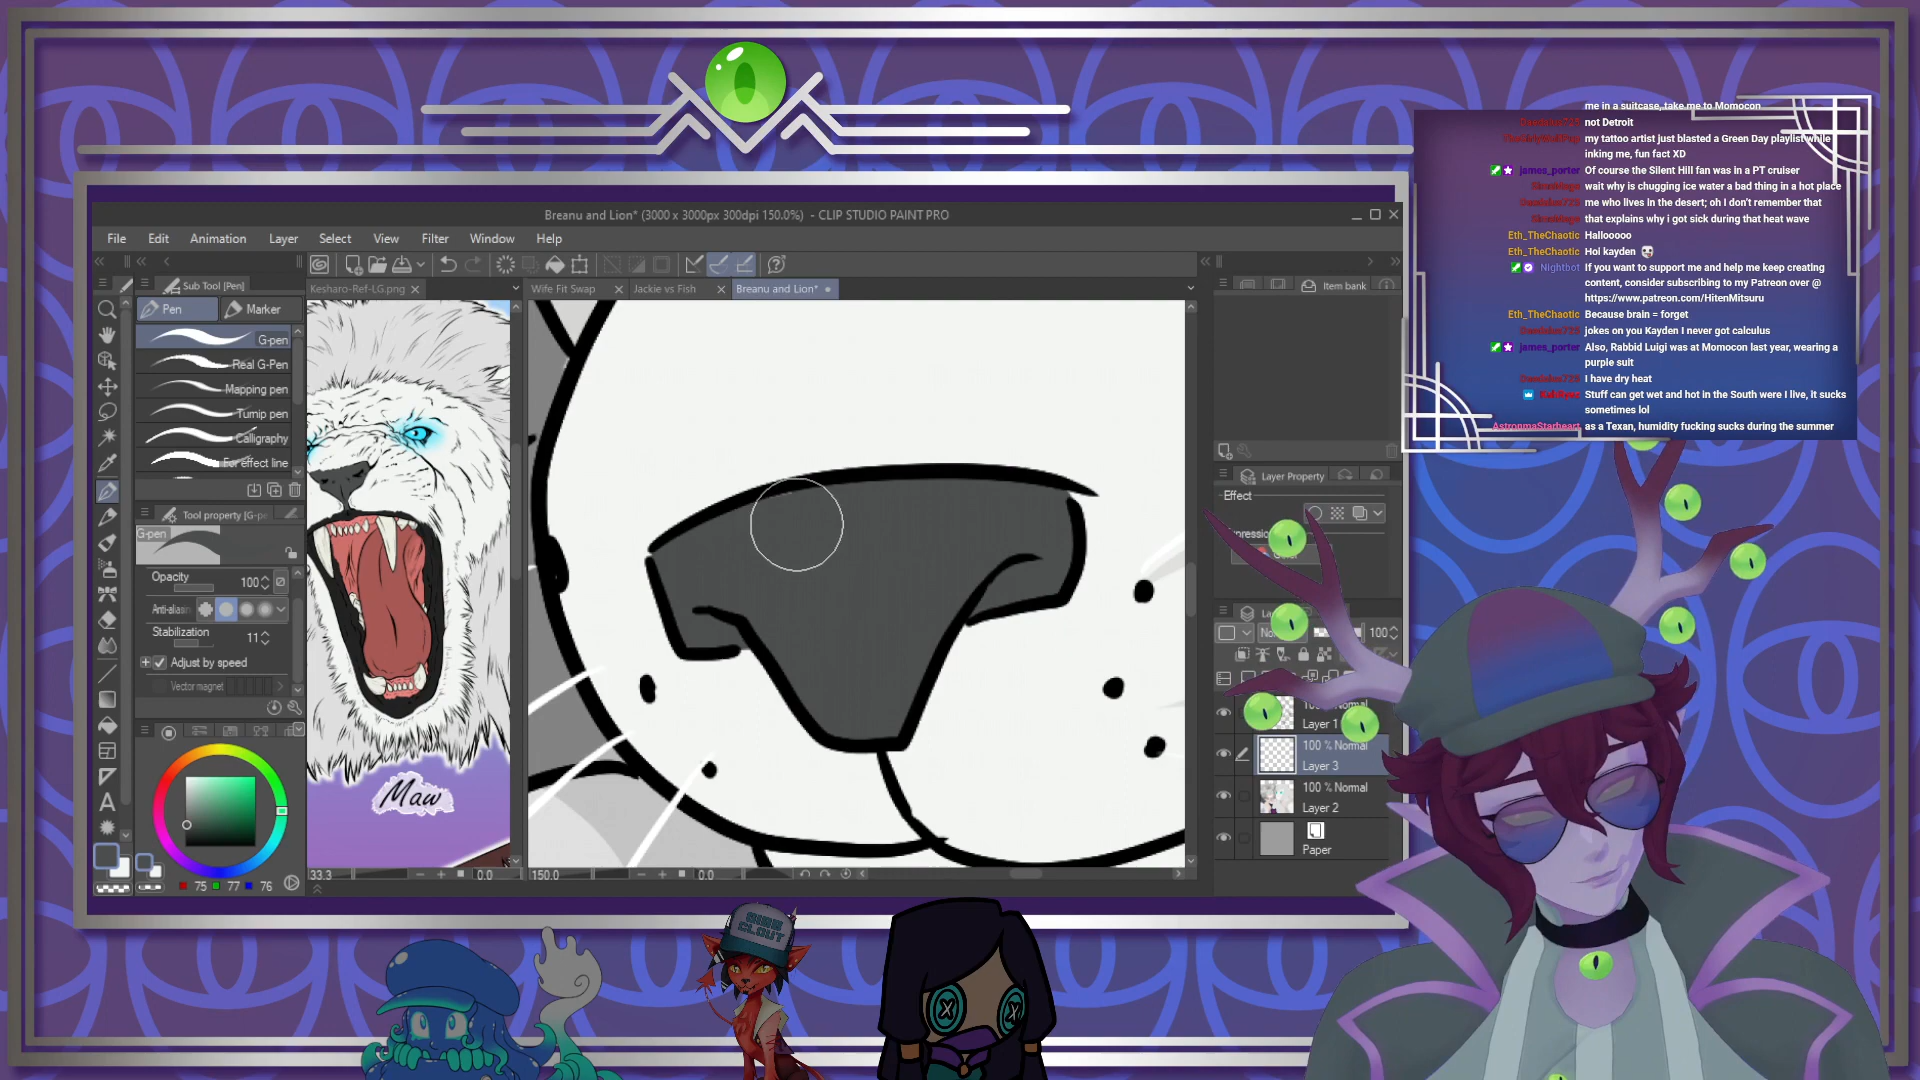 Breanu and Lion* (3000 x 3000px 300dpi 150.0%) - CLIP STUDIO PAINT PRO
File Edit Animation Layer Select View Filter Window Help
Sub Tool [Pen]
Pen
Marker
G-pen
Real G-Pen
Mapping pen
Turnip pen
Calligraphy
For effect line
Tool property [G-pe
G-pen
Opacity 100
Anti-aliasin
Stabilization 11
Adjust by speed
Vector magnet
75 77 76
Kesharo-Ref-LG.png
Wife Fit Swap
Jackie vs Fish
Breanu and Lion*
Maw
33.3 0.0
150.0 0.0
Item bank
Layer Property
Effect
100
Layer 1
100 % Normal
Layer 3
100 % Normal
Layer 2
Paper
me in a suitcase, take me to Momocon
not Detroit
my tattoo artist just blasted a Green Day playlist while
inking me, fun fact XD
james_porter Of course the Silent Hill fan was in a PT cruiser
wait why is chugging ice water a bad thing in a hot place
me who lives in the desert; oh I don't remember that
that explains why i got sick during that heat wave
Eth_TheChaotic Hallooooo
Eth_TheChaotic Hoi kayden
Nightbot If you want to support me and help me keep creating
content, consider subscribing to my Patreon over @
https://www.patreon.com/HitenMitsuru
Eth_TheChaotic Because brain = forget
jokes on you Kayden I never got calculus
james_porter Also, Rabbid Luigi was at Momocon last year, wearing a
purple suit
I have dry heat
Stuff can get wet and hot in the South were I live, It sucks
sometimes lol
AstronmaStarheart as a Texan, humidity fucking sucks during the summer